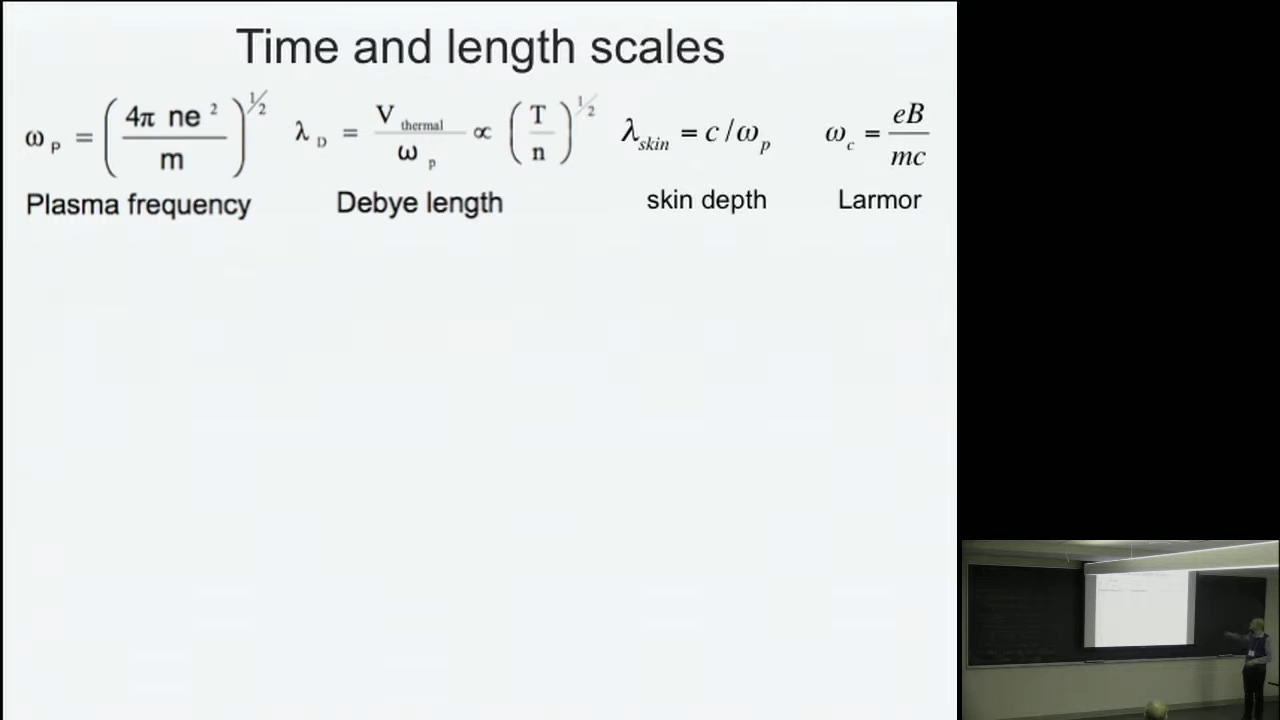 Time and length scales
ω_P = (4π ne² / m)^½
λ_D = V_thermal / ω_p ∝ (T / n)^1/2
λ_skin = c/ω_p
ω_c = eB / mc
Plasma frequency
Debye length
skin depth
Larmor